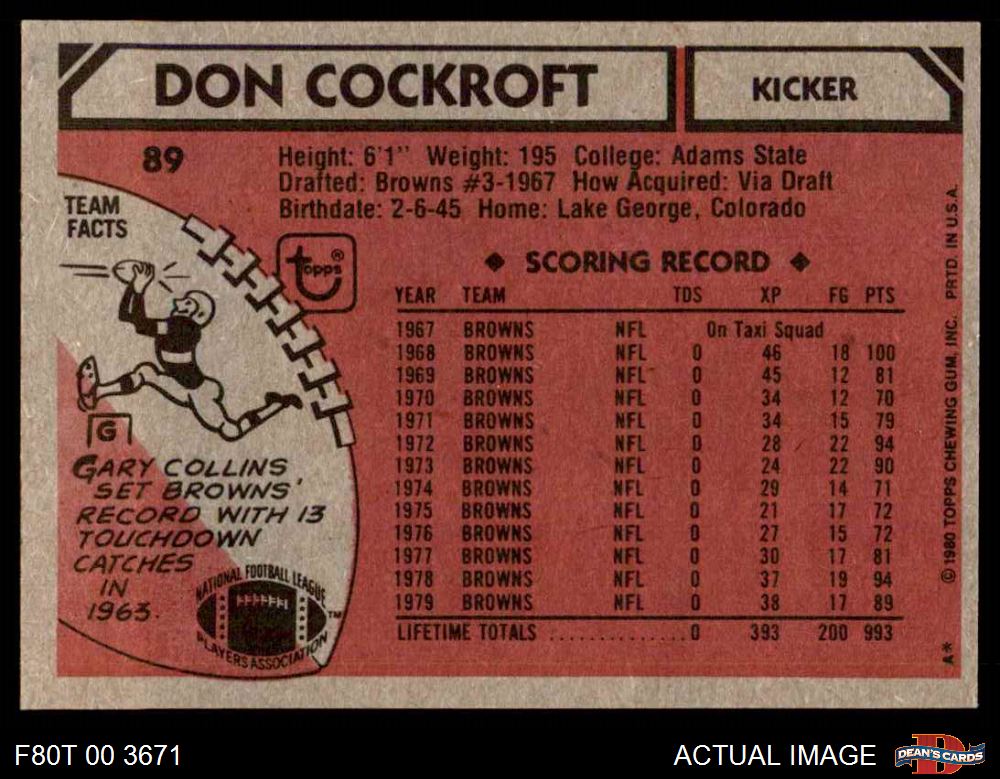 DON COCKROFT
KICKER
89
Height: 6'1" Weight: 195 College: Adams State
Drafted: Browns #3-1967 How Acquired: Via Draft
Birthdate: 2-6-45 Home: Lake George, Colorado
TEAM
FACTS
topps®
G
GARY COLLINS
SET BROWNS'
RECORD WITH 13
TOUCHDOWN
CATCHES
IN
1963.
NATIONAL FOOTBALL LEAGUE
PLAYERS ASSOCIATION
TM
◆ SCORING RECORD ◆
YEAR TEAM TDS XP FG PTS
1967 BROWNS NFL On Taxi Squad
1968 BROWNS NFL 0 46 18 100
1969 BROWNS NFL 0 45 12 81
1970 BROWNS NFL 0 34 12 70
1971 BROWNS NFL 0 34 15 79
1972 BROWNS NFL 0 28 22 94
1973 BROWNS NFL 0 24 22 90
1974 BROWNS NFL 0 29 14 71
1975 BROWNS NFL 0 21 17 72
1976 BROWNS NFL 0 27 15 72
1977 BROWNS NFL 0 30 17 81
1978 BROWNS NFL 0 37 19 94
1979 BROWNS NFL 0 38 17 89
LIFETIME TOTALS ..............0 393 200 993
A* ©1980 TOPPS CHEWING GUM, INC. PRTD. IN U.S.A.
F80T 00 3671
ACTUAL IMAGE
D
DEAN'S CARDS